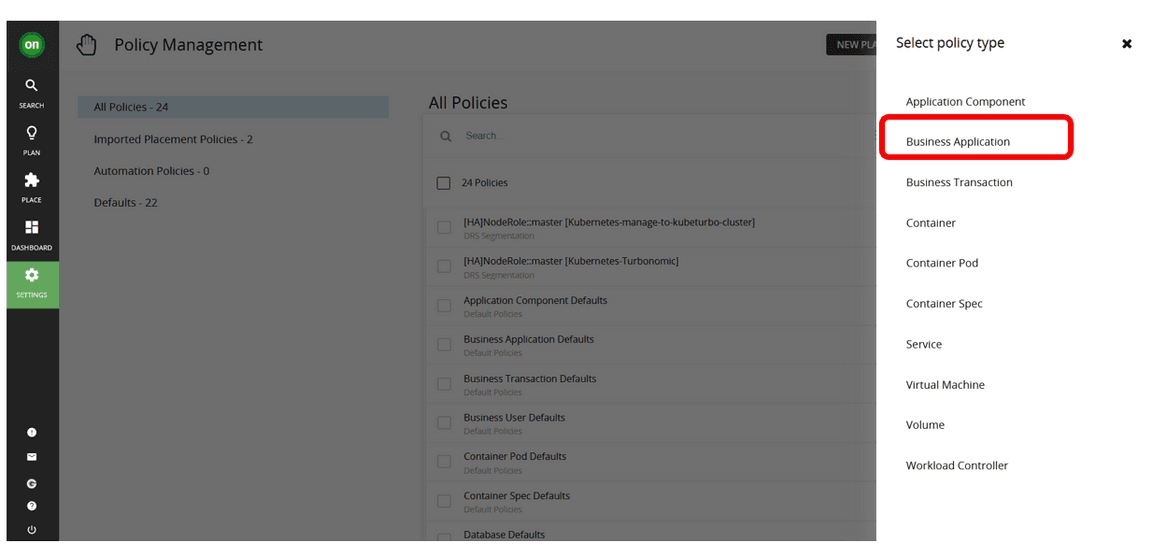 on
Policy Management
NEW PLA
Select policy type
SEARCH
PLAN
PLACE
DASHBOARD
SETTINGS
All Policies - 24
Imported Placement Policies - 2
Automation Policies - 0
Defaults - 22
All Policies
Search...
24 Policies
[HA]NodeRole::master [Kubernetes-manage-to-kubeturbo-cluster]
DRS Segmentation
[HA]NodeRole::master [Kubernetes-Turbonomic]
DRS Segmentation
Application Component Defaults
Default Policies
Business Application Defaults
Default Policies
Business Transaction Defaults
Default Policies
Business User Defaults
Default Policies
Container Pod Defaults
Default Policies
Container Spec Defaults
Default Policies
Database Defaults
Application Component
Business Application
Business Transaction
Container
Container Pod
Container Spec
Service
Virtual Machine
Volume
Workload Controller